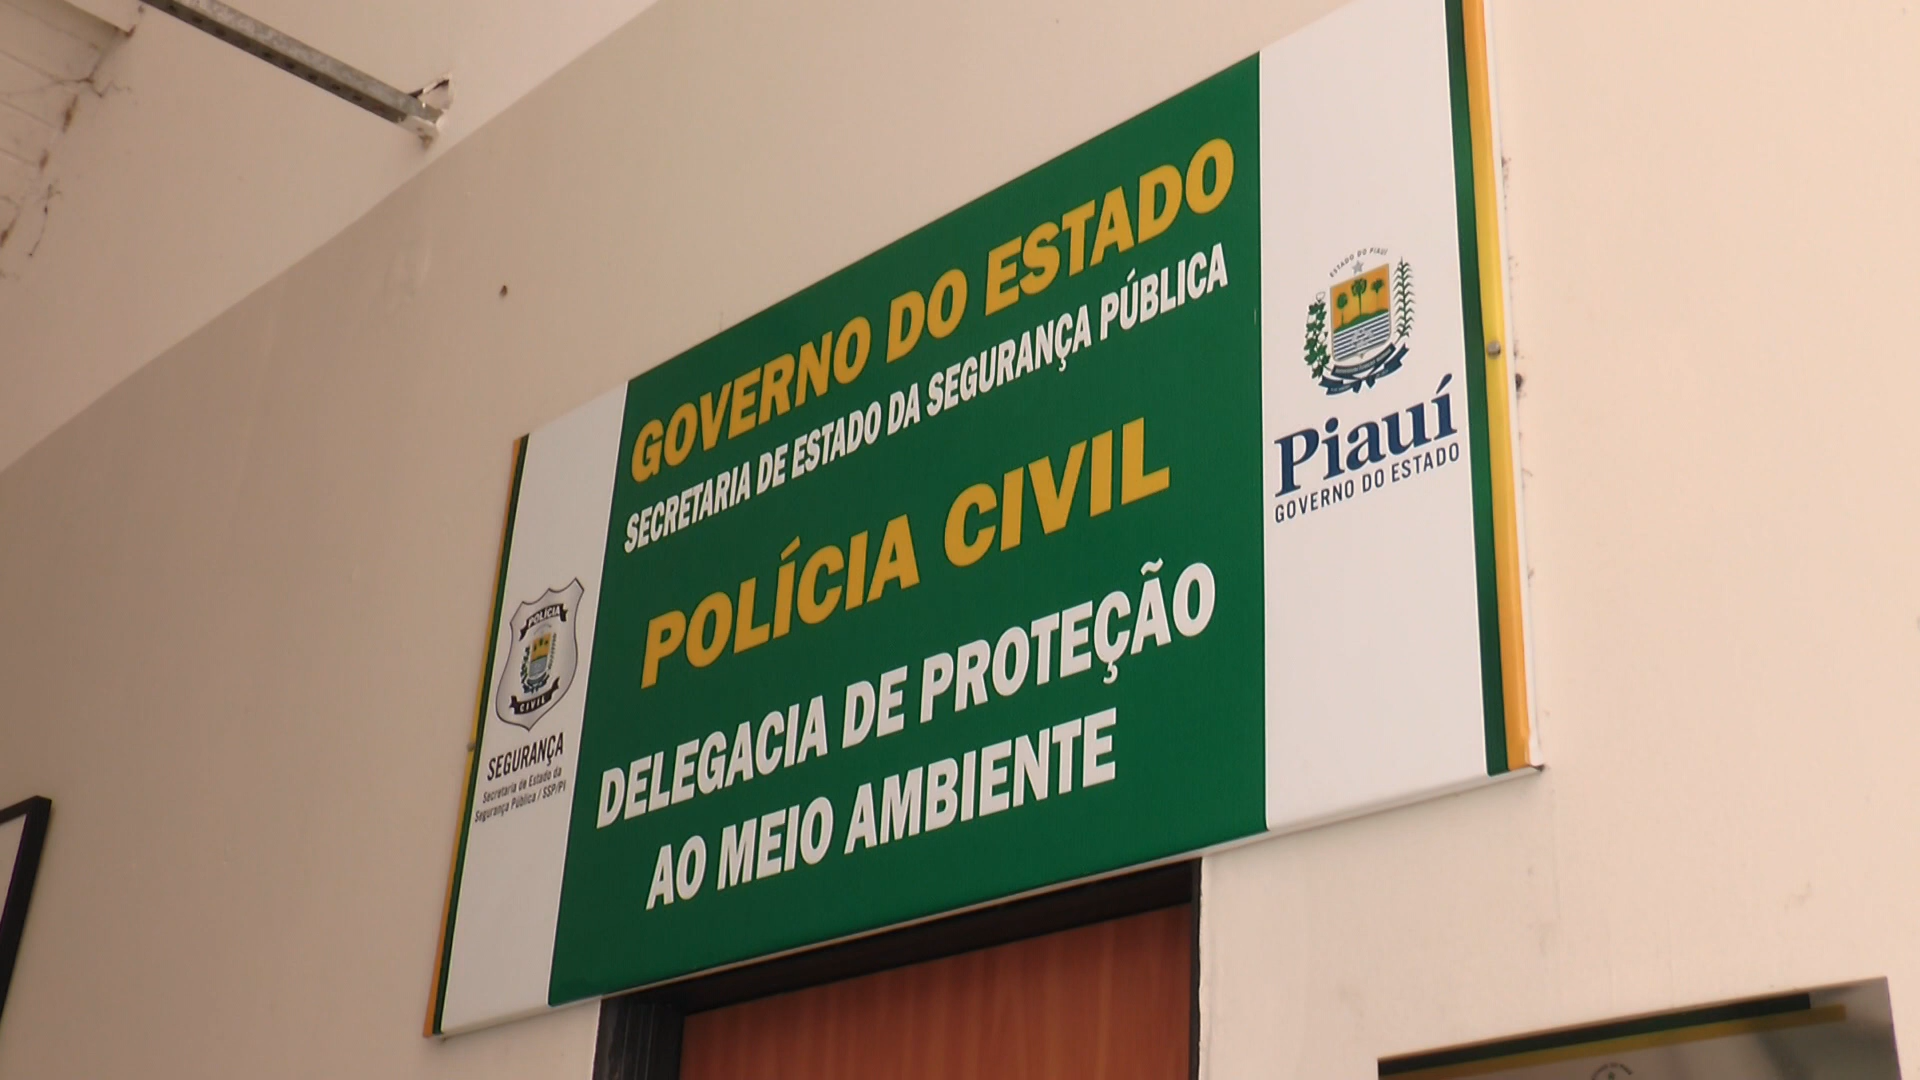 GOVERNO DO ESTADO
SECRETARIA DE ESTADO DA SEGURANÇA PÚBLICA
POLÍCIA CIVIL
DELEGACIA DE PROTEÇÃO
AO MEIO AMBIENTE
POLÍCIA
CIVIL
SEGURANÇA
Secretaria de Estado da
Segurança Pública / SSP/PI
ESTADO DO PIAUÍ
Piauí
GOVERNO DO ESTADO